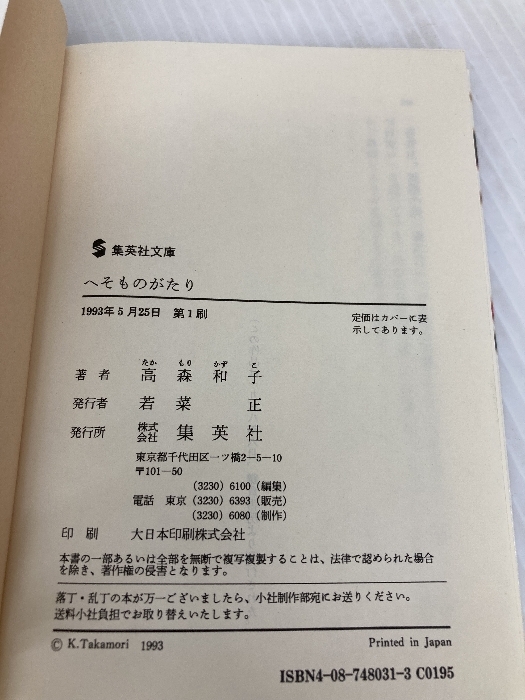 集英社文庫
へそものがたり
1993年5月25日 第1刷
定価はカバーに表
示してあります。
たか もり かず こ
著者 高森和子
発行者 若菜 正
発行所 株式会社 集英社
東京都千代田区一ツ橋2―5―10
〒101―50
(3230) 6100 (編集)
電話 東京 (3230) 6393 (販売)
(3230) 6080 (制作)
印刷 大日本印刷株式会社
本書の一部あるいは全部を無断で複写複製することは、法律で認められた場合
を除き、著作権の侵害となります。
落丁・乱丁の本が万一ございましたら、小社制作部宛にお送りください。
送料小社負担でお取り替えいたします。
© K.Takamori 1993
Printed in Japan
ISBN4-08-748031-3 C0195